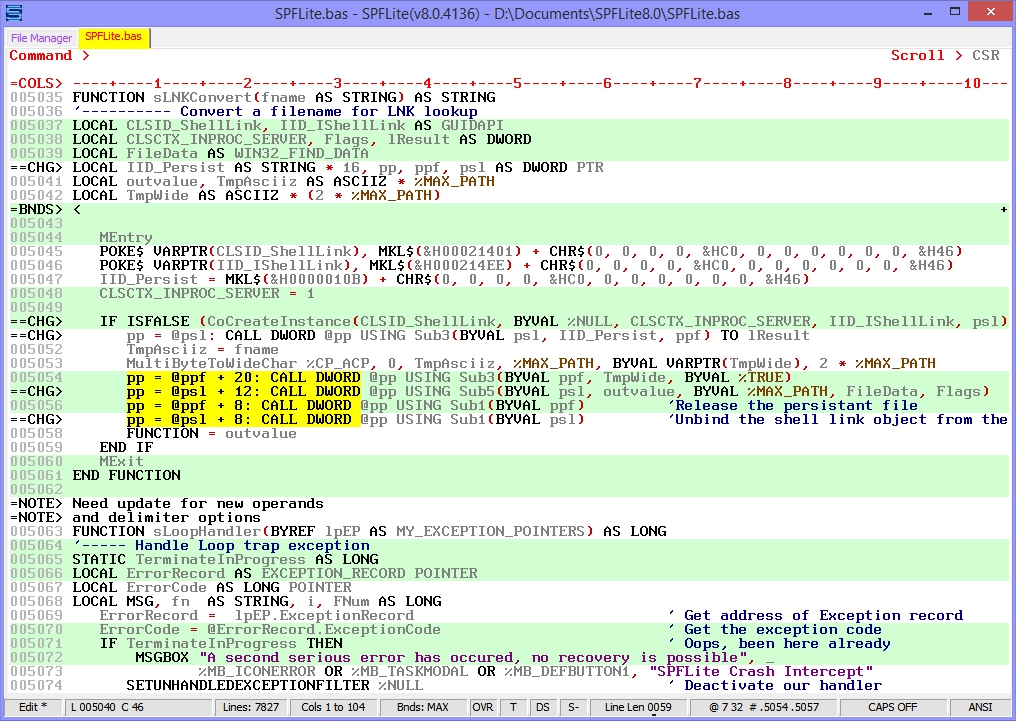 SPFLite.bas - SPFLite(v8.0.4136) - D:\Documents\SPFLite8.0\SPFLite.bas
File Manager SPFLite.bas
Command > Scroll > CSR
=COLS> ----+----1----+----2----+----3----+----4----+----5----+----6----+----7----+----8----+----9----+----10---
005035 FUNCTION sLNKConvert(fname AS STRING) AS STRING
005036 '---------- Convert a filename for LNK lookup
005037 LOCAL CLSID_ShellLink, IID_IShellLink AS GUIDAPI
005038 LOCAL CLSCTX_INPROC_SERVER, Flags, lResult AS DWORD
005039 LOCAL FileData AS WIN32_FIND_DATA
==CHG> LOCAL IID_Persist AS STRING * 16, pp, ppf, psl AS DWORD PTR
005041 LOCAL outvalue, TmpAsciiz AS ASCIIZ * %MAX_PATH
005042 LOCAL TmpWide AS ASCIIZ * (2 * %MAX_PATH)
=BNDS> < +
005043
005044 MEntry
005045 POKE$ VARPTR(CLSID_ShellLink), MKL$(&H00021401) + CHR$(0, 0, 0, 0, &HC0, 0, 0, 0, 0, 0, 0, &H46)
005046 POKE$ VARPTR(IID_IShellLink), MKL$(&H000214EE) + CHR$(0, 0, 0, 0, &HC0, 0, 0, 0, 0, 0, 0, &H46)
005047 IID_Persist = MKL$(&H0000010B) + CHR$(0, 0, 0, 0, &HC0, 0, 0, 0, 0, 0, 0, &H46)
005048 CLSCTX_INPROC_SERVER = 1
005049
==CHG> IF ISFALSE (CoCreateInstance(CLSID_ShellLink, BYVAL %NULL, CLSCTX_INPROC_SERVER, IID_IShellLink, psl)
==CHG> pp = @psl: CALL DWORD @pp USING Sub3(BYVAL psl, IID_Persist, ppf) TO lResult
005052 TmpAsciiz = fname
005053 MultiByteToWideChar %CP_ACP, 0, TmpAsciiz, %MAX_PATH, BYVAL VARPTR(TmpWide), 2 * %MAX_PATH
005054 pp = @ppf + 20: CALL DWORD @pp USING Sub3(BYVAL ppf, TmpWide, BYVAL %TRUE)
==CHG> pp = @psl + 12: CALL DWORD @pp USING Sub5(BYVAL psl, outvalue, BYVAL %MAX_PATH, FileData, Flags)
005056 pp = @ppf + 8: CALL DWORD @pp USING Sub1(BYVAL ppf) 'Release the persistant file
==CHG> pp = @psl + 8: CALL DWORD @pp USING Sub1(BYVAL psl) 'Unbind the shell link object from the
005058 FUNCTION = outvalue
005059 END IF
005060 MExit
005061 END FUNCTION
005062
=NOTE> Need update for new operands
=NOTE> and delimiter options
005063 FUNCTION sLoopHandler(BYREF lpEP AS MY_EXCEPTION_POINTERS) AS LONG
005064 '----- Handle Loop trap exception
005065 STATIC TerminateInProgress AS LONG
005066 LOCAL ErrorRecord AS EXCEPTION_RECORD POINTER
005067 LOCAL ErrorCode AS LONG POINTER
005068 LOCAL MSG, fn AS STRING, i, FNum AS LONG
005069 ErrorRecord = lpEP.ExceptionRecord ' Get address of Exception record
005070 ErrorCode = @ErrorRecord.ExceptionCode ' Get the exception code
005071 IF TerminateInProgress THEN ' Oops, been here already
005072 MSGBOX "A second serious error has occured, no recovery is possible", _
005073 %MB_ICONERROR OR %MB_TASKMODAL OR %MB_DEFBUTTON1, "SPFLite Crash Intercept"
005074 SETUNHANDLEDEXCEPTIONFILTER %NULL ' Deactivate our handler
Edit * L 005040 C 46 Lines: 7827 Cols 1 to 104 Bnds: MAX OVR T DS S- Line Len 0059 @ 7 32 # .5054 .5057 CAPS OFF ANSI